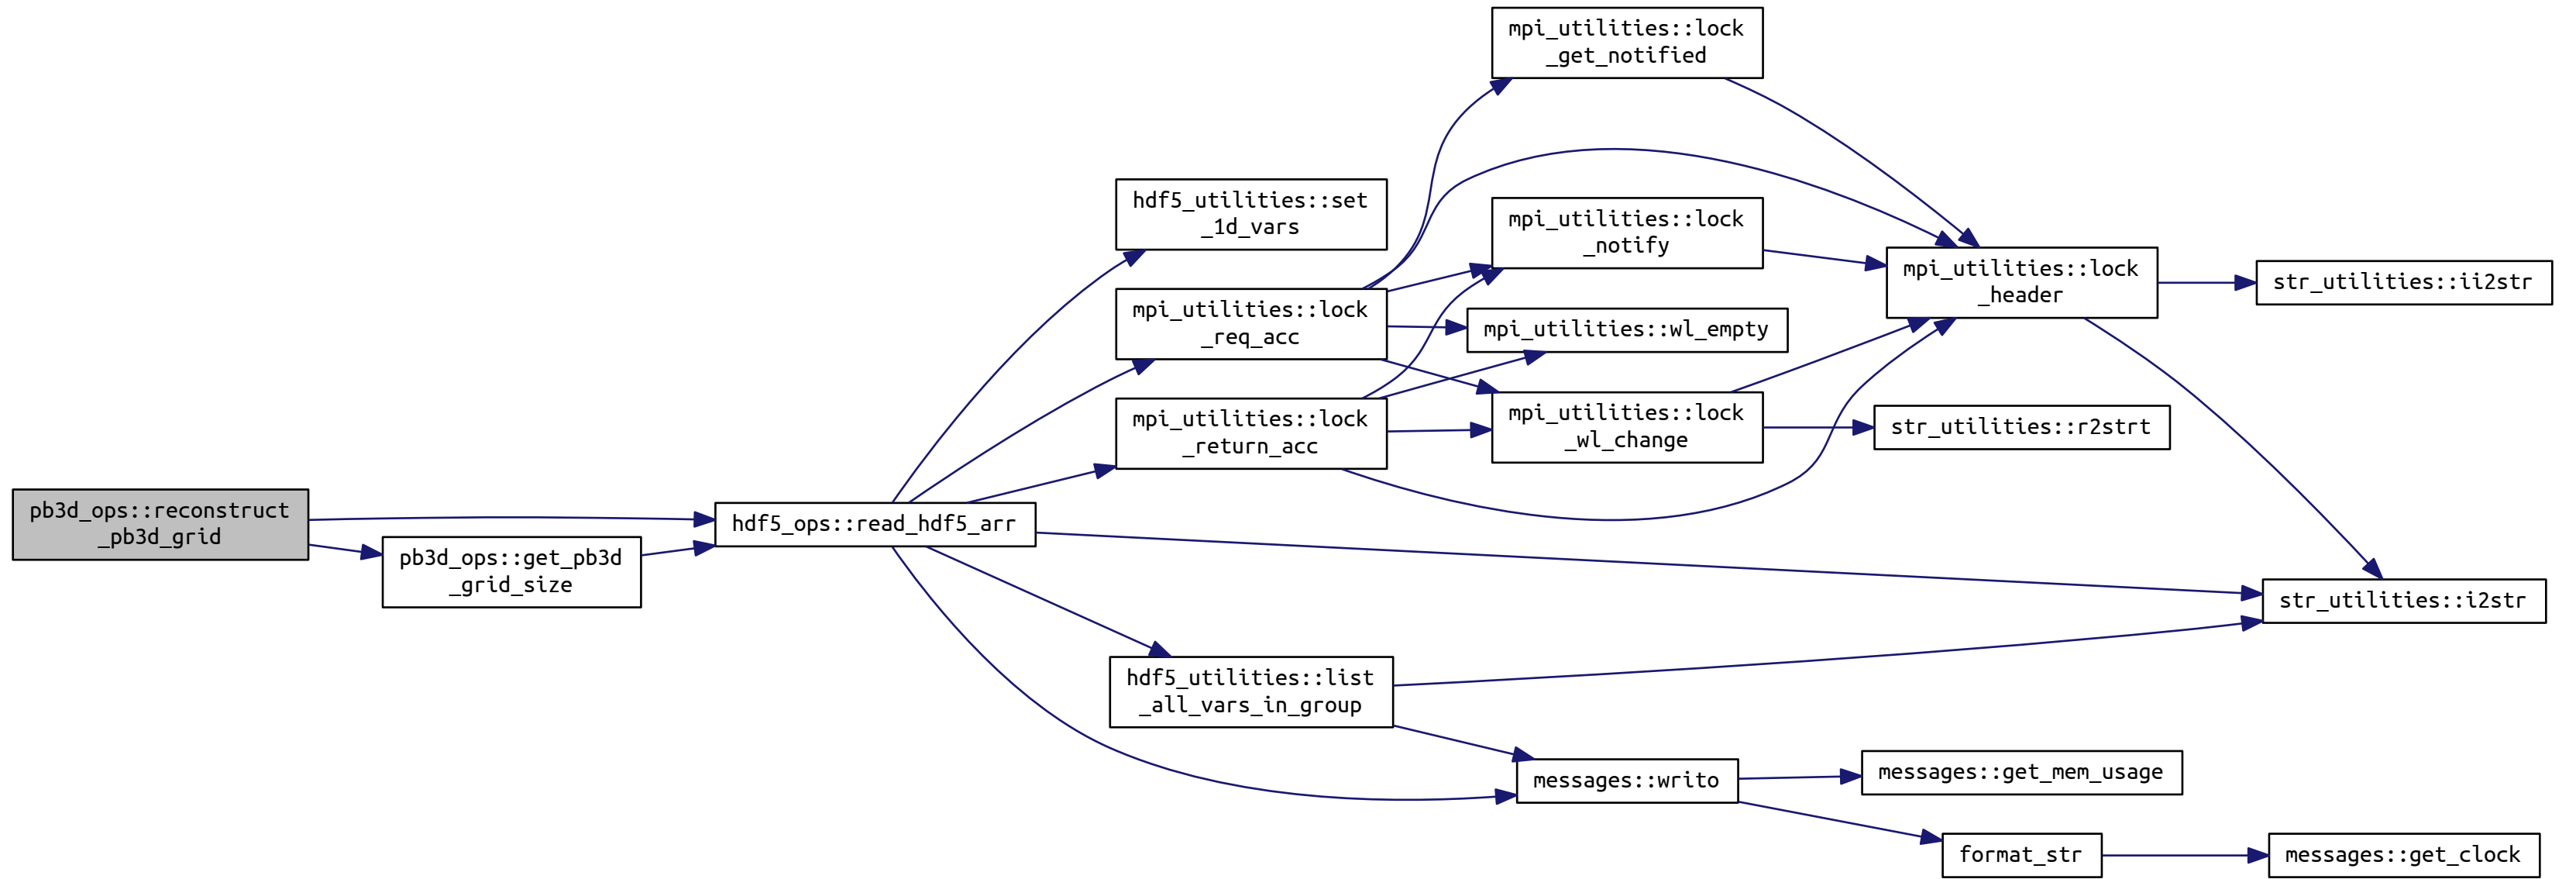 pb3d_ops::reconstruct
_pb3d_grid
pb3d_ops::get_pb3d
_grid_size
hdf5_ops::read_hdf5_arr
hdf5_utilities::set
_1d_vars
mpi_utilities::lock
_req_acc
mpi_utilities::lock
_return_acc
hdf5_utilities::list
_all_vars_in_group
mpi_utilities::lock
_get_notified
mpi_utilities::lock
_notify
mpi_utilities::wl_empty
mpi_utilities::lock
_wl_change
messages::writo
mpi_utilities::lock
_header
str_utilities::r2strt
messages::get_mem_usage
format_str
str_utilities::ii2str
str_utilities::i2str
messages::get_clock